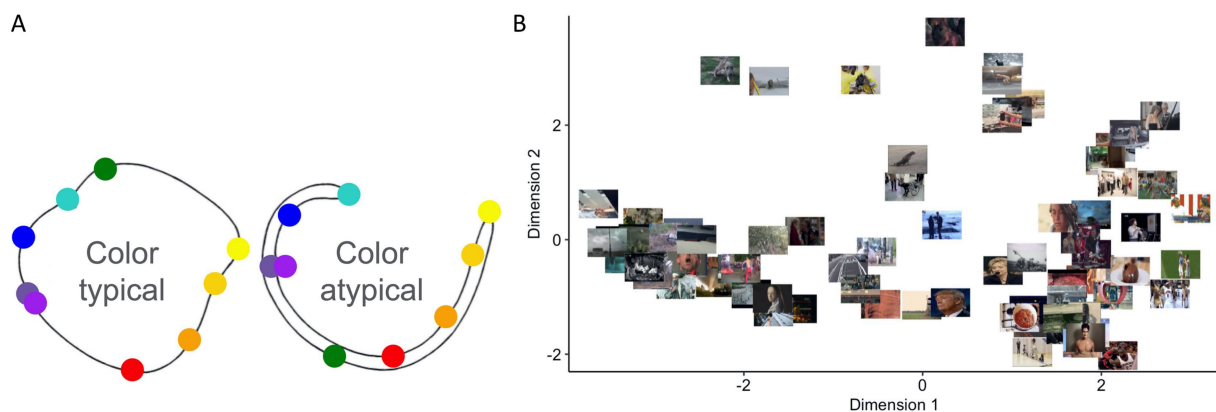 A
Color
typical
Color
atypical
B
Dimension 2
2
0
-2
-2
0
2
Dimension 1